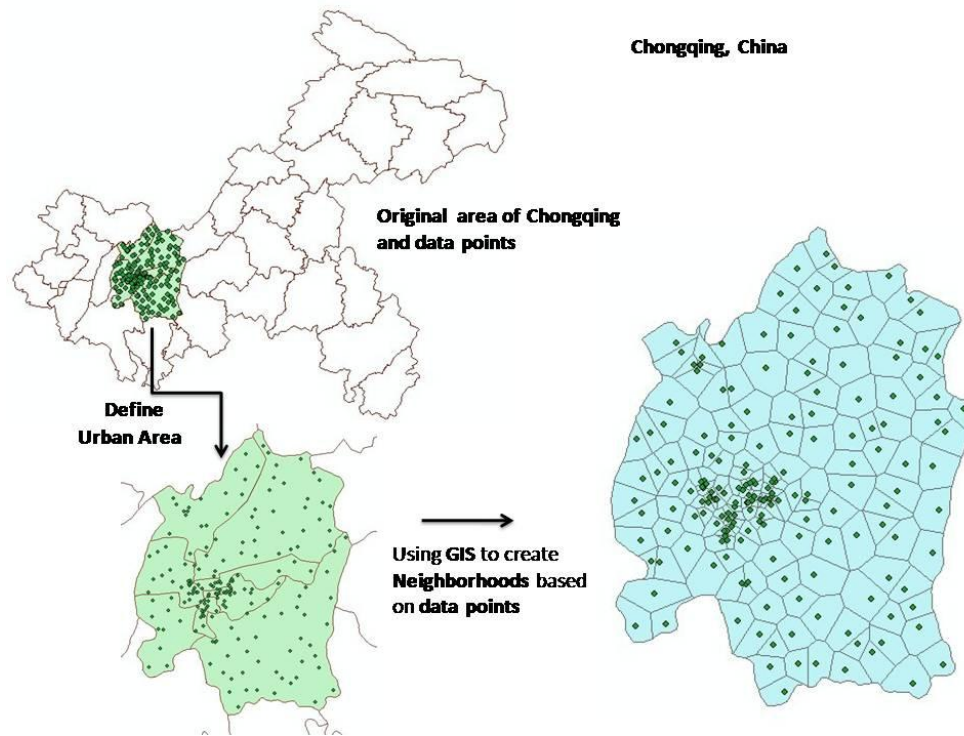 Chongqing, China
Original area of Chongqing
and data points
Define
Urban Area
Using GIS to create
Neighborhoods based
on data points